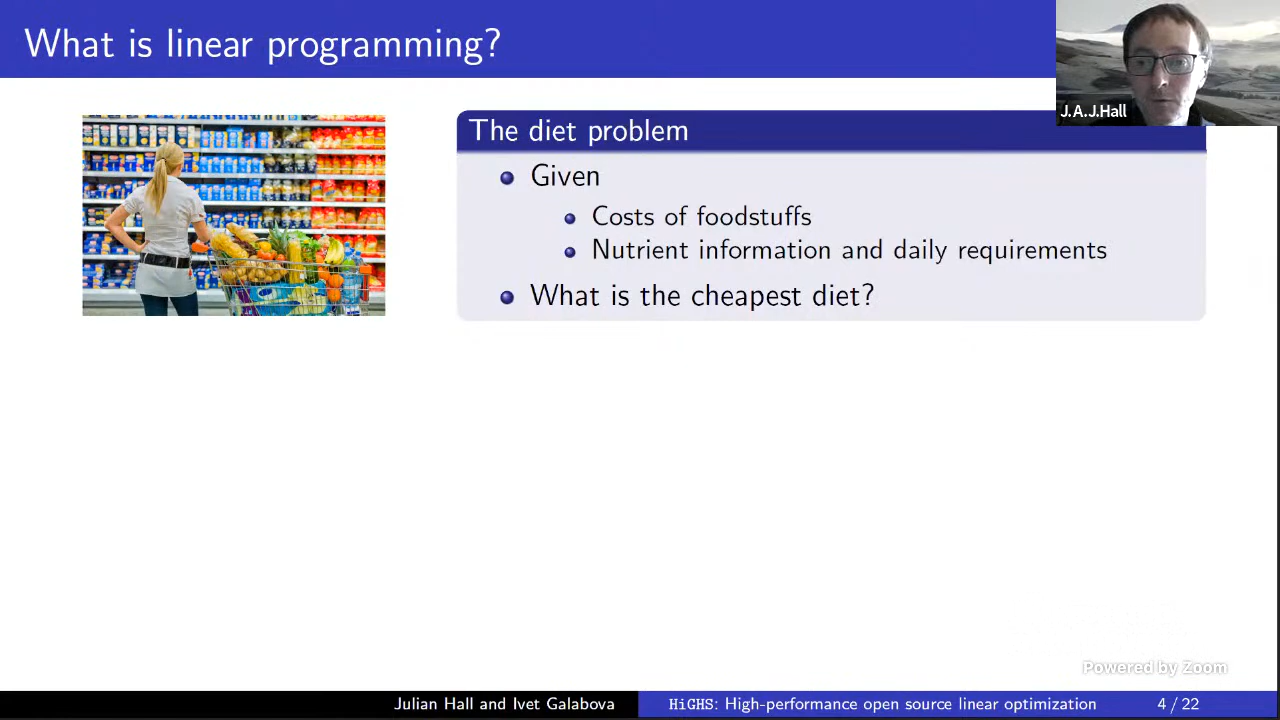 What is linear programming?
J.A.J.Hall
The diet problem
Given
Costs of foodstuffs
Nutrient information and daily requirements
What is the cheapest diet?
Powered by Zoom
Julian Hall and Ivet Galabova
HiGHS: High-performance open source linear optimization
4 / 22